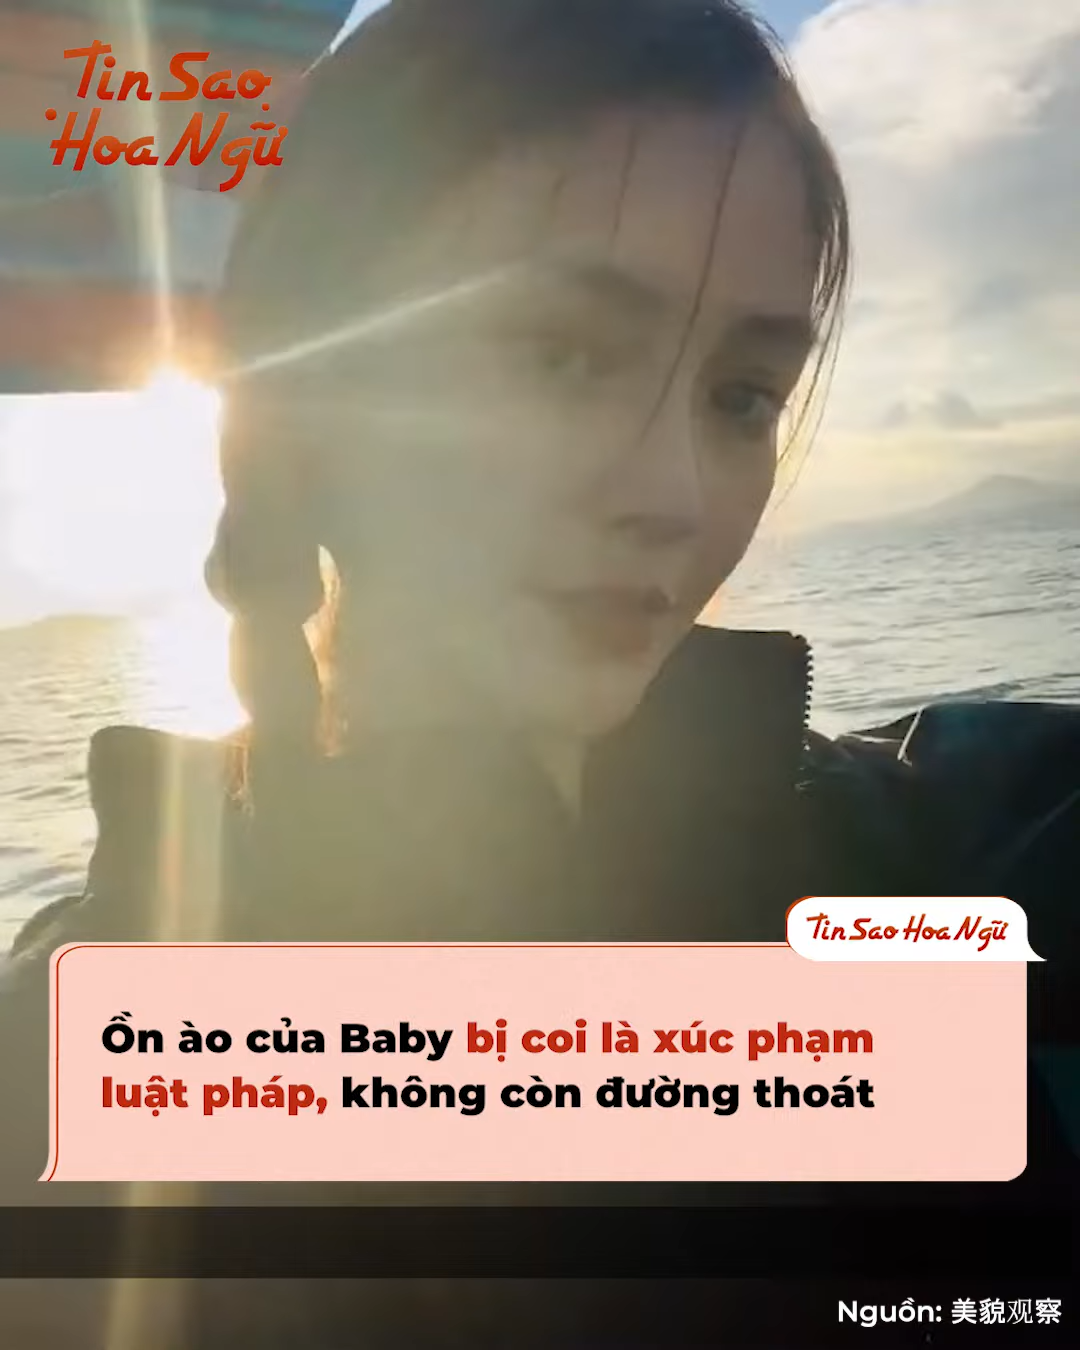 Tin Sao
Hoa Ngữ
Tin Sao Hoa Ngữ
Ồn ào của Baby bị coi là xúc phạm
luật pháp, không còn đường thoát
Nguồn: 美貌观察